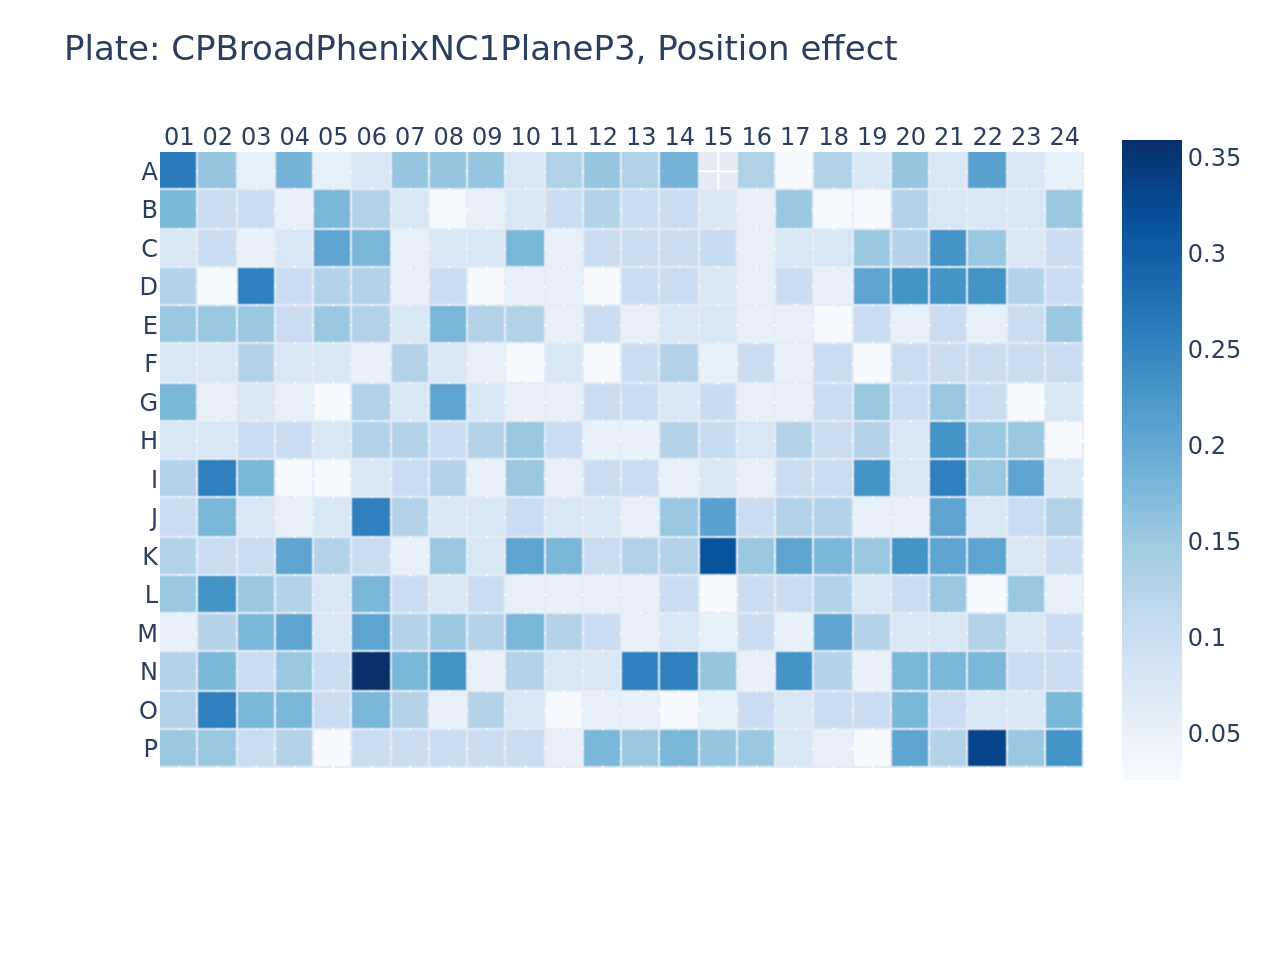 Plate: CPBroadPhenixNC1PlaneP3, Position effect
01 02 03 04 05 06 07 08 09 10 11 12 13 14 15 16 17 18 19 20 21 22 23 24
A
B
C
D
E
F
G
H
I
J
K
L
M
N
O
P
0.35
0.3
0.25
0.2
0.15
0.1
0.05